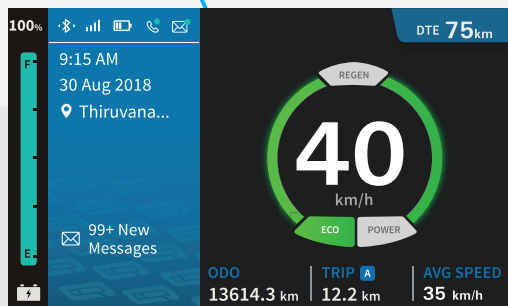 100%
F
E
9:15 AM
30 Aug 2018
Thiruvana...
99+ New
Messages
DTE 75km
REGEN
40
km/h
ECO
POWER
ODO
13614.3 km
TRIP A
12.2 km
AVG SPEED
35 km/h